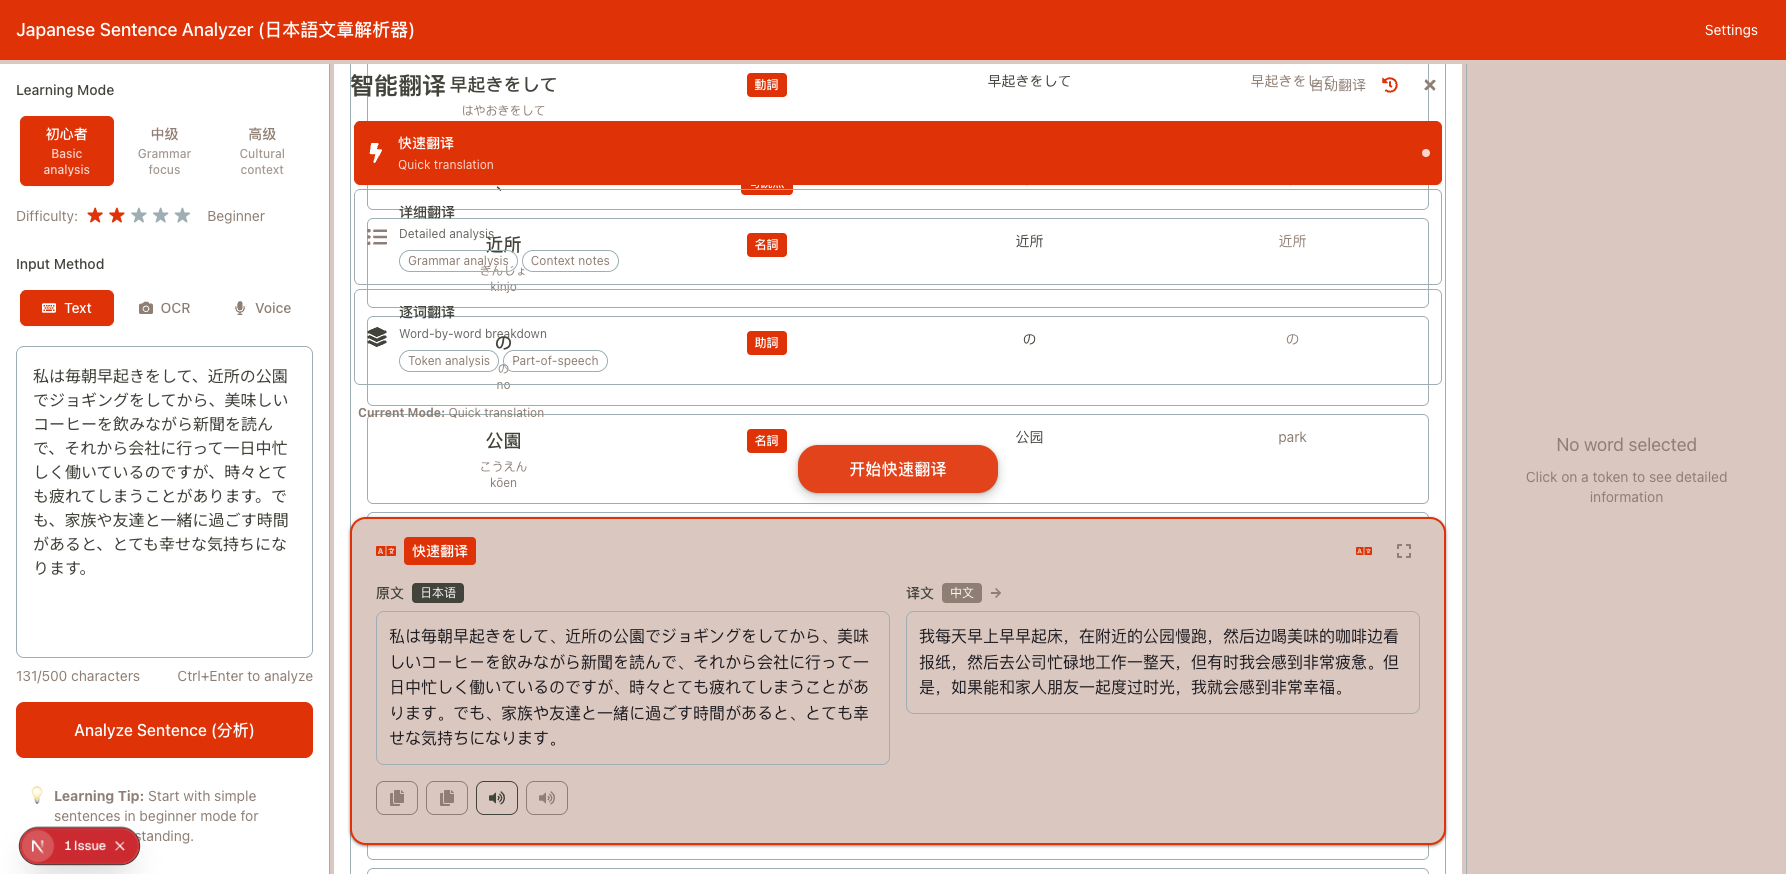 Japanese Sentence Analyzer (日本語文章解析器)
Settings
Learning Mode
初心者
Basic
analysis
中级
Grammar
focus
高级
Cultural
context
Difficulty:
Beginner
Input Method
Text
OCR
Voice
私は毎朝早起きをして、近所の公園
でジョギングをしてから、美味しい
コーヒーを飲みながら新聞を読ん
で、それから会社に行って一日中忙
しく働いているのですが、時々とて
も疲れてしまうことがあります。で
も、家族や友達と一緒に過ごす時間
があると、とても幸せな気持ちにな
ります。
131/500 characters
Ctrl+Enter to analyze
Analyze Sentence (分析)
Learning Tip: Start with simple
sentences in beginner mode for
standing.
1 Issue
智能翻译
早起きをして
はやおきをして
動詞
早起きをして
早起きをして
自动翻译
快速翻译
Quick translation
、
详细翻译
Detailed analysis
Grammar analysis
Context notes
近所
きんじょ
kinjo
名詞
近所
近所
逐词翻译
Word-by-word breakdown
Token analysis
Part-of-speech
の
の
no
助詞
の
の
Current Mode: Quick translation
公園
こうえん
kōen
名詞
公园
park
开始快速翻译
快速翻译
原文
日本语
私は毎朝早起きをして、近所の公園でジョギングをしてから、美味
しいコーヒーを飲みながら新聞を読んで、それから会社に行って一
日中忙しく働いているのですが、時々とても疲れてしまうことがあ
ります。でも、家族や友達と一緒に過ごす時間があると、とても幸
せな気持ちになります。
译文
中文
我每天早上早早起床，在附近的公园慢跑，然后边喝美味的咖啡边看
报纸，然后去公司忙碌地工作一整天，但有时我会感到非常疲惫。但
是，如果能和家人朋友一起度过时光，我就会感到非常幸福。
No word selected
Click on a token to see detailed
information